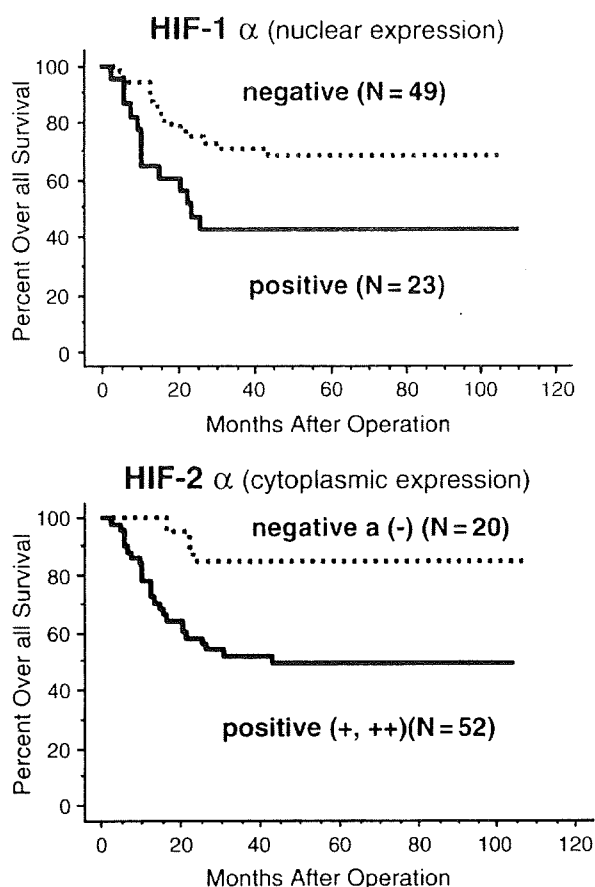 HIF-1 α (nuclear expression)
Percent Over all Survival
100
80
60
40
20
0
negative (N = 49)
positive (N = 23)
0 20 40 60 80 100 120
Months After Operation
HIF-2 α (cytoplasmic expression)
Percent Over all Survival
100
80
60
40
20
0
negative a (-) (N = 20)
positive (+, ++)(N = 52)
0 20 40 60 80 100 120
Months After Operation